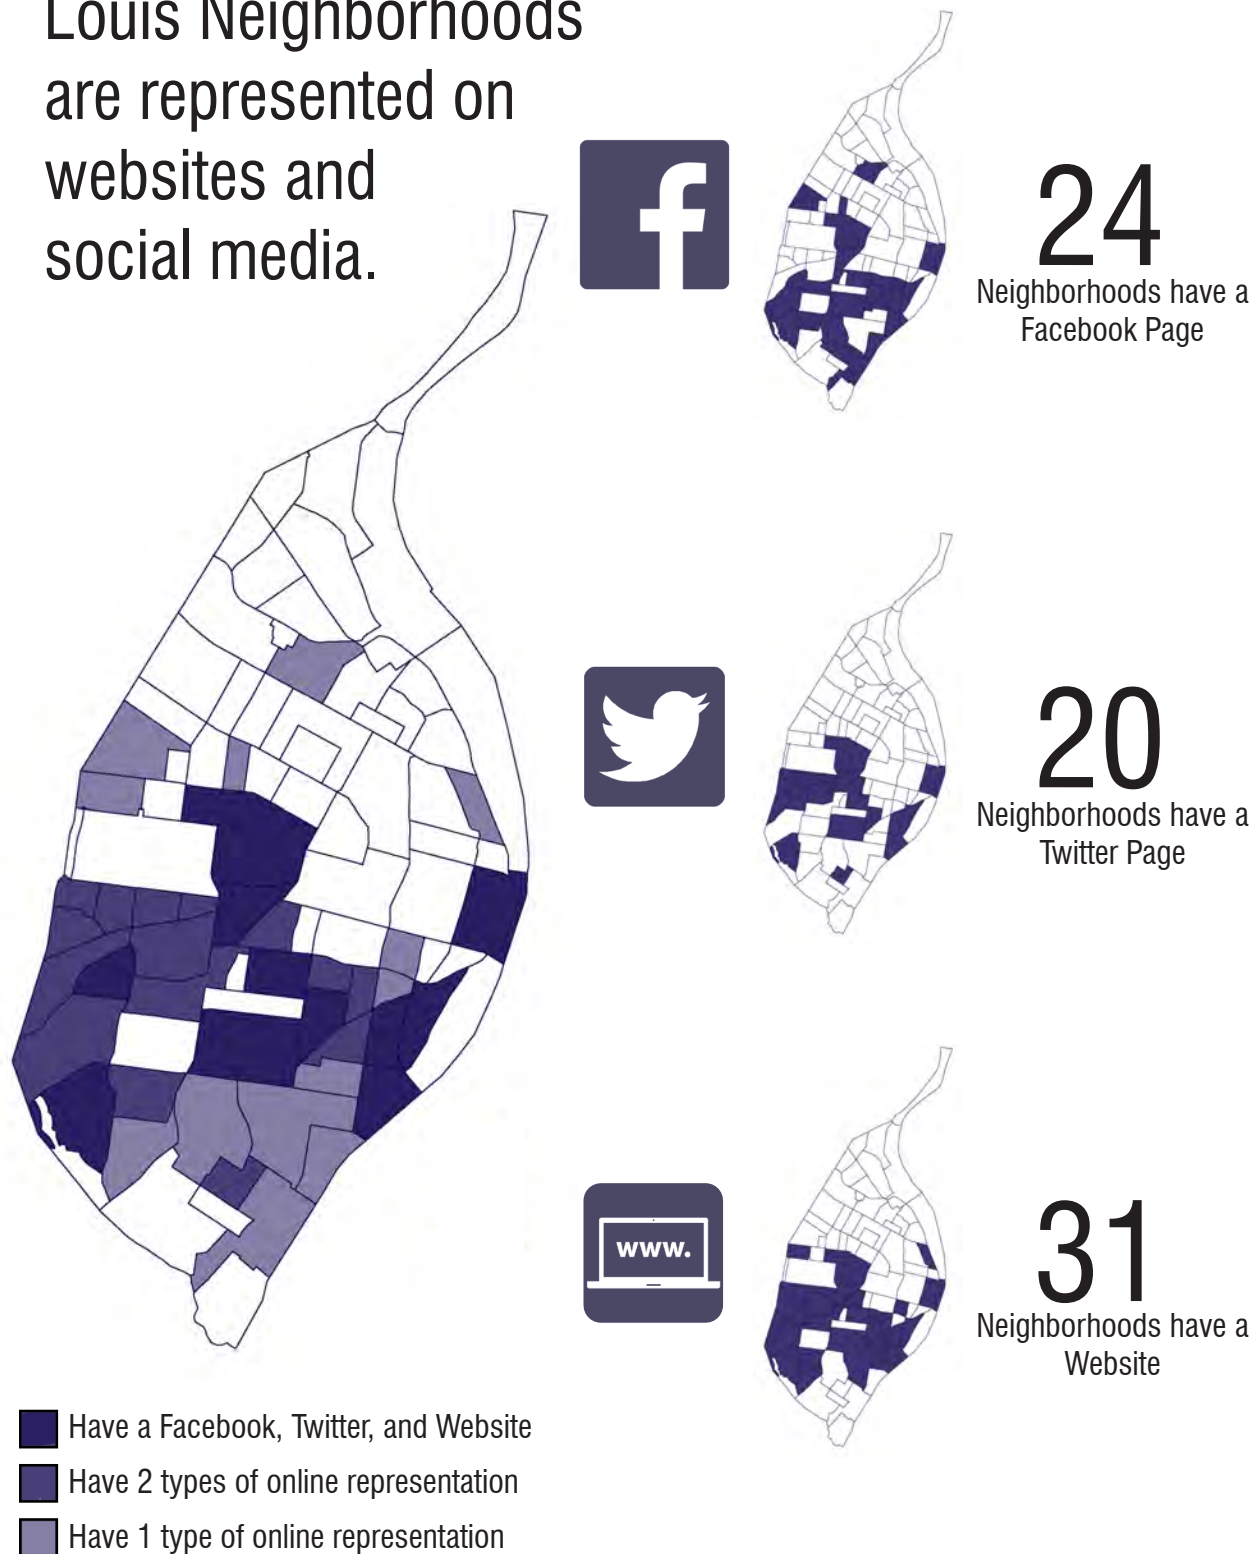 Louis Neighborhoods
are represented on
websites and
social media.
24
Neighborhoods have a
Facebook Page
20
Neighborhoods have a
Twitter Page
www.
31
Neighborhoods have a
Website
Have a Facebook, Twitter, and Website
Have 2 types of online representation
Have 1 type of online representation